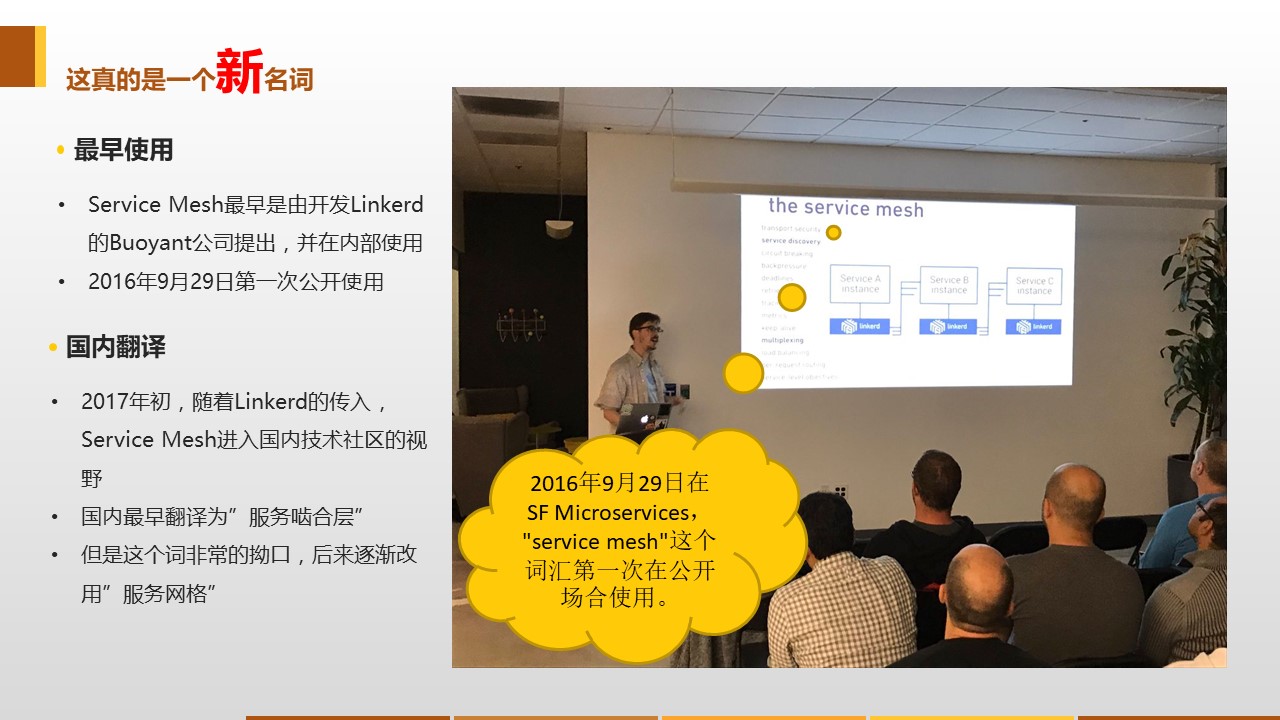 这真的是一个新名词
最早使用
Service Mesh最早是由开发Linkerd
的Buoyant公司提出，并在内部使用
2016年9月29日第一次公开使用
国内翻译
2017年初，随着Linkerd的传入，
Service Mesh进入国内技术社区的视
野
国内最早翻译为”服务啮合层”
但是这个词非常的拗口，后来逐渐改
用”服务网格”
the service mesh
transport security
service discovery
circuit breaking
backpressure
deadlines
keep alive
multiplexing
load balancing
request routing
service level objectives
Service A
instance
Service B
instance
Service C
instance
linkerd
linkerd
linkerd
2016年9月29日在
SF Microservices，
"service mesh"这个
词汇第一次在公开
场合使用。